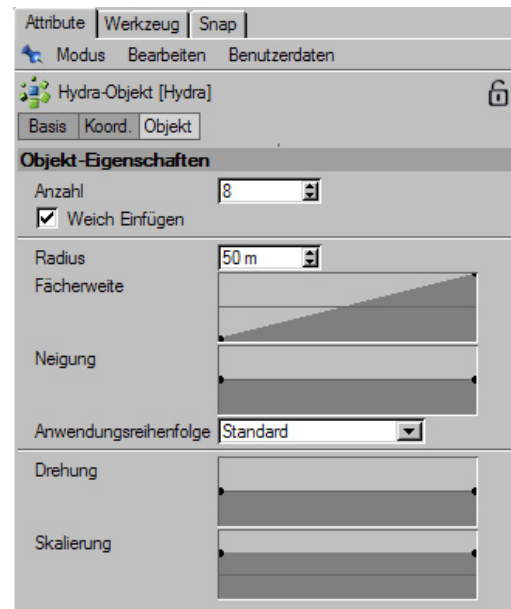 Attribute Werkzeug Snap
Modus Bearbeiten Benutzerdaten
Hydra-Objekt [Hydra]
Basis Koord. Objekt
Objekt-Eigenschaften
Anzahl 8
Weich Einfügen
Radius 50 m
Fächerweite
Neigung
Anwendungsreihenfolge Standard
Drehung
Skalierung